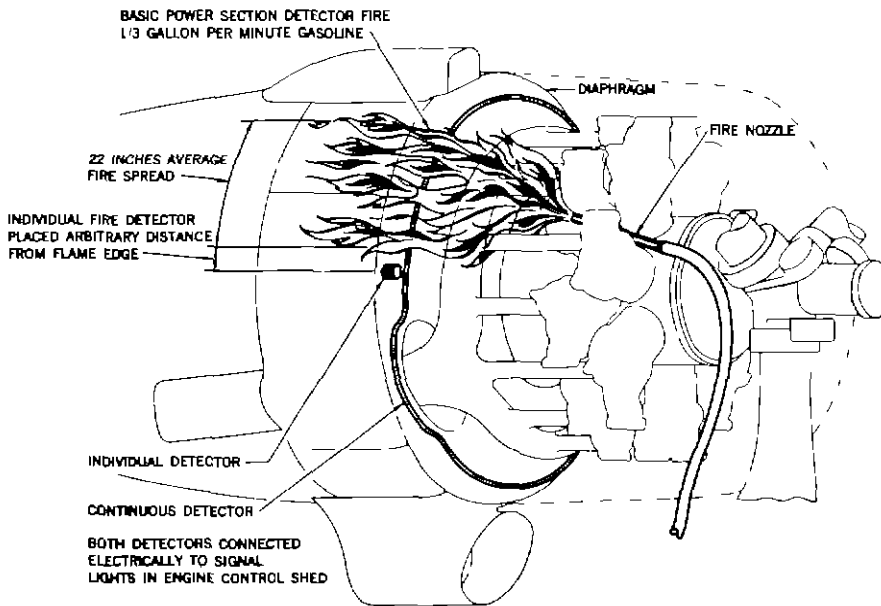 BASIC POWER SECTION DETECTOR FIRE
1/3 GALLON PER MINUTE GASOLINE
DIAPHRAGM
FIRE NOZZLE
22 INCHES AVERAGE
FIRE SPREAD
INDIVIDUAL FIRE DETECTOR
PLACED ARBITRARY DISTANCE
FROM FLAME EDGE
INDIVIDUAL DETECTOR
CONTINUOUS DETECTOR
BOTH DETECTORS CONNECTED
ELECTRICALLY TO SIGNAL
LIGHTS IN ENGINE CONTROL SHED